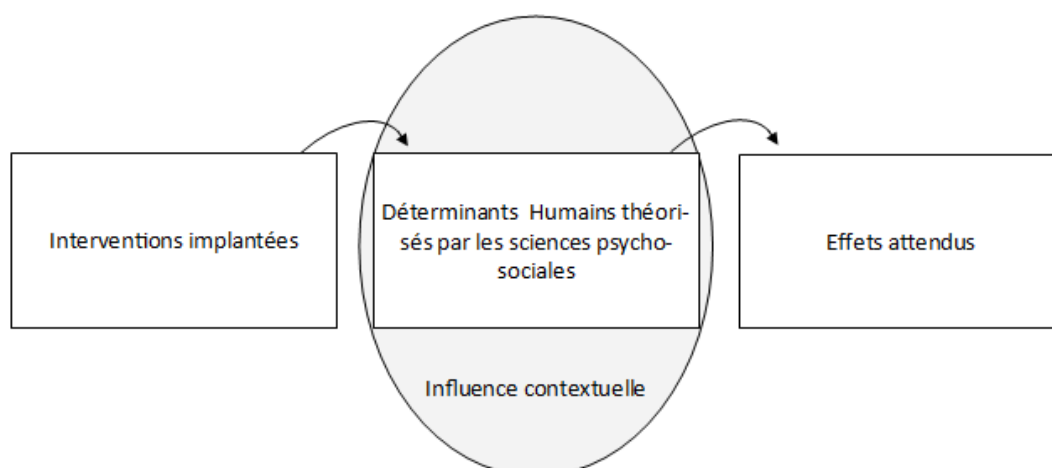 Interventions implantées
Déterminants Humains théori-
sés par les sciences psycho-
sociales
Effets attendus
Influence contextuelle